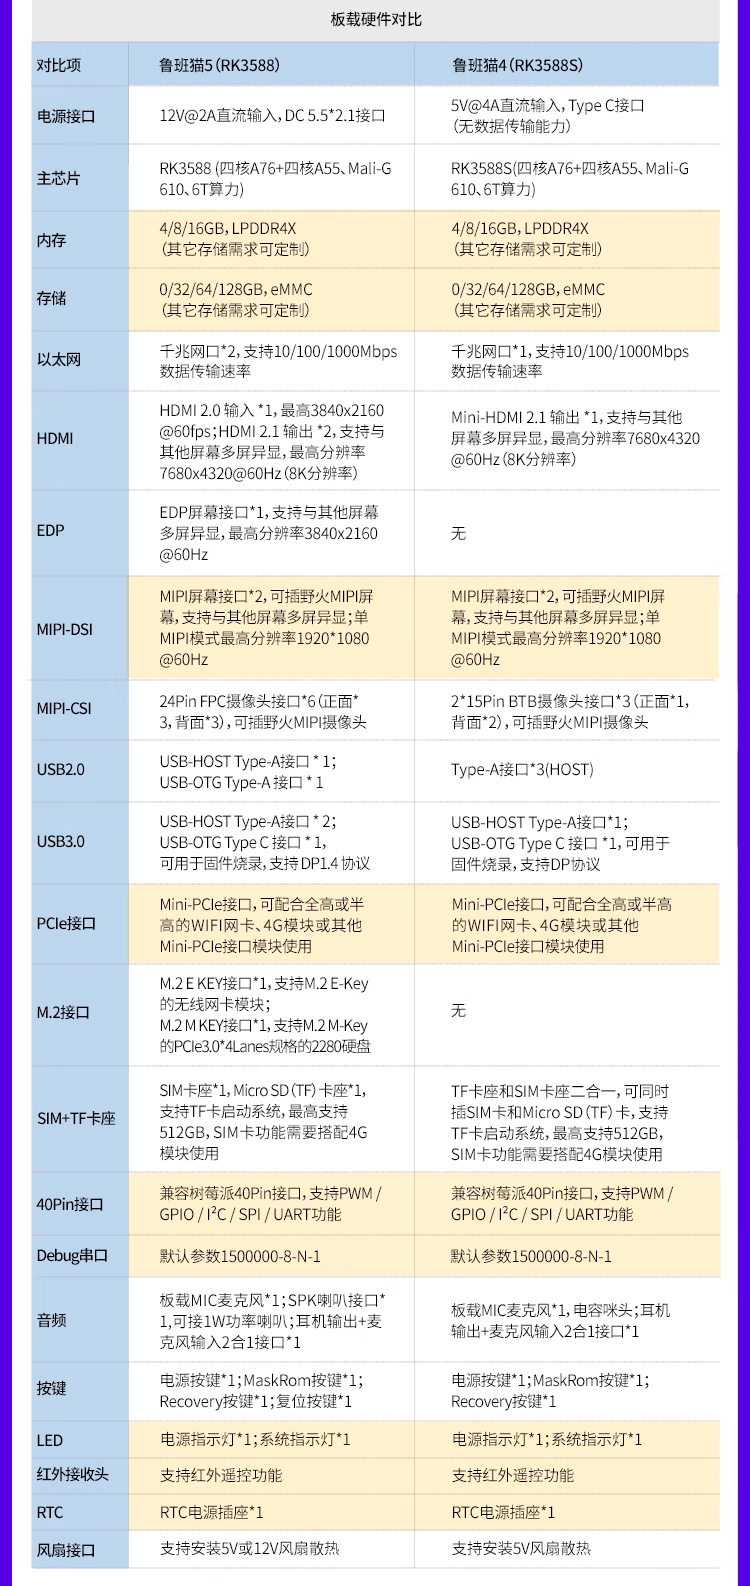 板载硬件对比
对比项
鲁班猫5（RK3588）
鲁班猫4（RK3588S）
电源接口
12V@2A直流输入，DC 5.5*2.1接口
5V@4A直流输入，Type C接口
（无数据传输能力）
主芯片
RK3588 (四核A76+四核A55、Mali-G
610、6T算力)
RK3588S(四核A76+四核A55、Mali-G
610、6T算力)
内存
4/8/16GB，LPDDR4X
（其它存储需求可定制）
4/8/16GB，LPDDR4X
（其它存储需求可定制）
存储
0/32/64/128GB，eMMC
（其它存储需求可定制）
0/32/64/128GB，eMMC
（其它存储需求可定制）
以太网
千兆网口*2，支持10/100/1000Mbps
数据传输速率
千兆网口*1，支持10/100/1000Mbps
数据传输速率
HDMI
HDMI 2.0 输入 *1，最高3840x2160
@60fps；HDMI 2.1 输出 *2，支持与
其他屏幕多屏异显，最高分辨率
7680x4320@60Hz（8K分辨率）
Mini-HDMI 2.1 输出 *1，支持与其他
屏幕多屏异显，最高分辨率7680x4320
@60Hz（8K分辨率）
EDP
EDP屏幕接口*1，支持与其他屏幕
多屏异显，最高分辨率3840x2160
@60Hz
无
MIPI-DSI
MIPI屏幕接口*2，可插野火MIPI屏
幕，支持与其他屏幕多屏异显；单
MIPI模式最高分辨率1920*1080
@60Hz
MIPI屏幕接口*2，可插野火MIPI屏
幕，支持与其他屏幕多屏异显；单
MIPI模式最高分辨率1920*1080
@60Hz
MIPI-CSI
24Pin FPC摄像头接口*6（正面*
3，背面*3），可插野火MIPI摄像头
2*15Pin BTB摄像头接口*3（正面*1，
背面*2），可插野火MIPI摄像头
USB2.0
USB-HOST Type-A接口 * 1；
USB-OTG Type-A 接口 * 1
Type-A接口*3(HOST)
USB3.0
USB-HOST Type-A接口 * 2；
USB-OTG Type C 接口 * 1，
可用于固件烧录，支持 DP1.4 协议
USB-HOST Type-A接口*1；
USB-OTG Type C 接口 *1，可用于
固件烧录，支持DP协议
PCIe接口
Mini-PCIe接口，可配合全高或半
高的WIFI网卡、4G模块或其他
Mini-PCIe接口模块使用
Mini-PCIe接口，可配合全高或半高
的WIFI网卡、4G模块或其他
Mini-PCIe接口模块使用
M.2接口
M.2 E KEY接口*1，支持M.2 E-Key
的无线网卡模块；
M.2 M KEY接口*1，支持M.2 M-Key
的PCIe3.0*4Lanes规格的2280硬盘
无
SIM+TF卡座
SIM卡座*1，Micro SD（TF）卡座*1，
支持TF卡启动系统，最高支持
512GB，SIM卡功能需要搭配4G
模块使用
TF卡座和SIM卡座二合一，可同时
插SIM卡和Micro SD（TF）卡，支持
TF卡启动系统，最高支持512GB，
SIM卡功能需要搭配4G模块使用
40Pin接口
兼容树莓派40Pin接口，支持PWM /
GPIO / I²C / SPI / UART功能
兼容树莓派40Pin接口，支持PWM /
GPIO / I²C / SPI / UART功能
Debug串口
默认参数1500000-8-N-1
默认参数1500000-8-N-1
音频
板载MIC麦克风*1；SPK喇叭接口*
1,可接1W功率喇叭；耳机输出+麦
克风输入2合1接口*1
板载MIC麦克风*1，电容咪头；耳机
输出+麦克风输入2合1接口*1
按键
电源按键*1；MaskRom按键*1；
Recovery按键*1；复位按键*1
电源按键*1；MaskRom按键*1；
Recovery按键*1
LED
电源指示灯*1；系统指示灯*1
电源指示灯*1；系统指示灯*1
红外接收头
支持红外遥控功能
支持红外遥控功能
RTC
RTC电源插座*1
RTC电源插座*1
风扇接口
支持安装5V或12V风扇散热
支持安装5V风扇散热